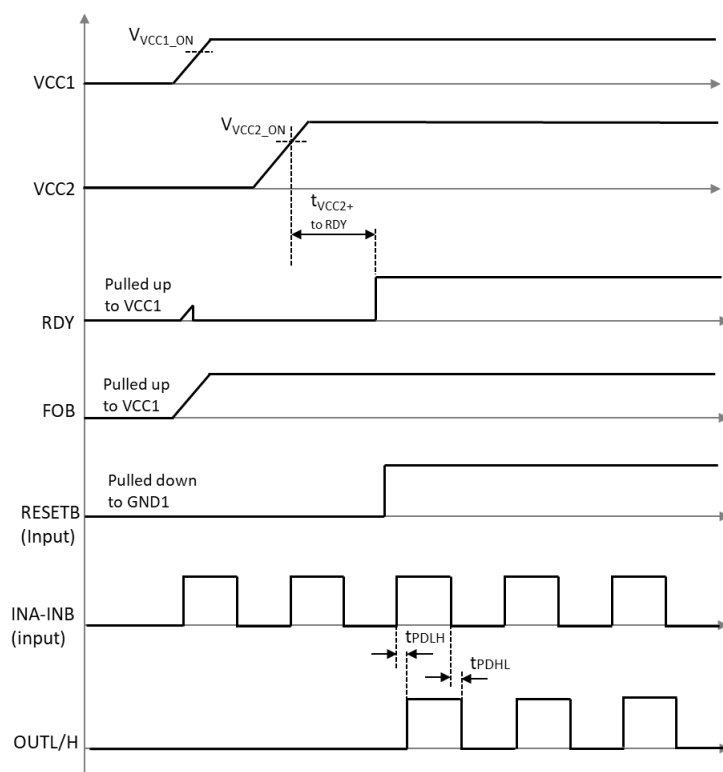 VVCC1_ON
VCC1
VVCC2_ON
VCC2
tVCC2+
to RDY
Pulled up
to VCC1
RDY
Pulled up
to VCC1
FOB
Pulled down
to GND1
RESETB
(Input)
INA-INB
(input)
tPDLH
tPDHL
OUTL/H